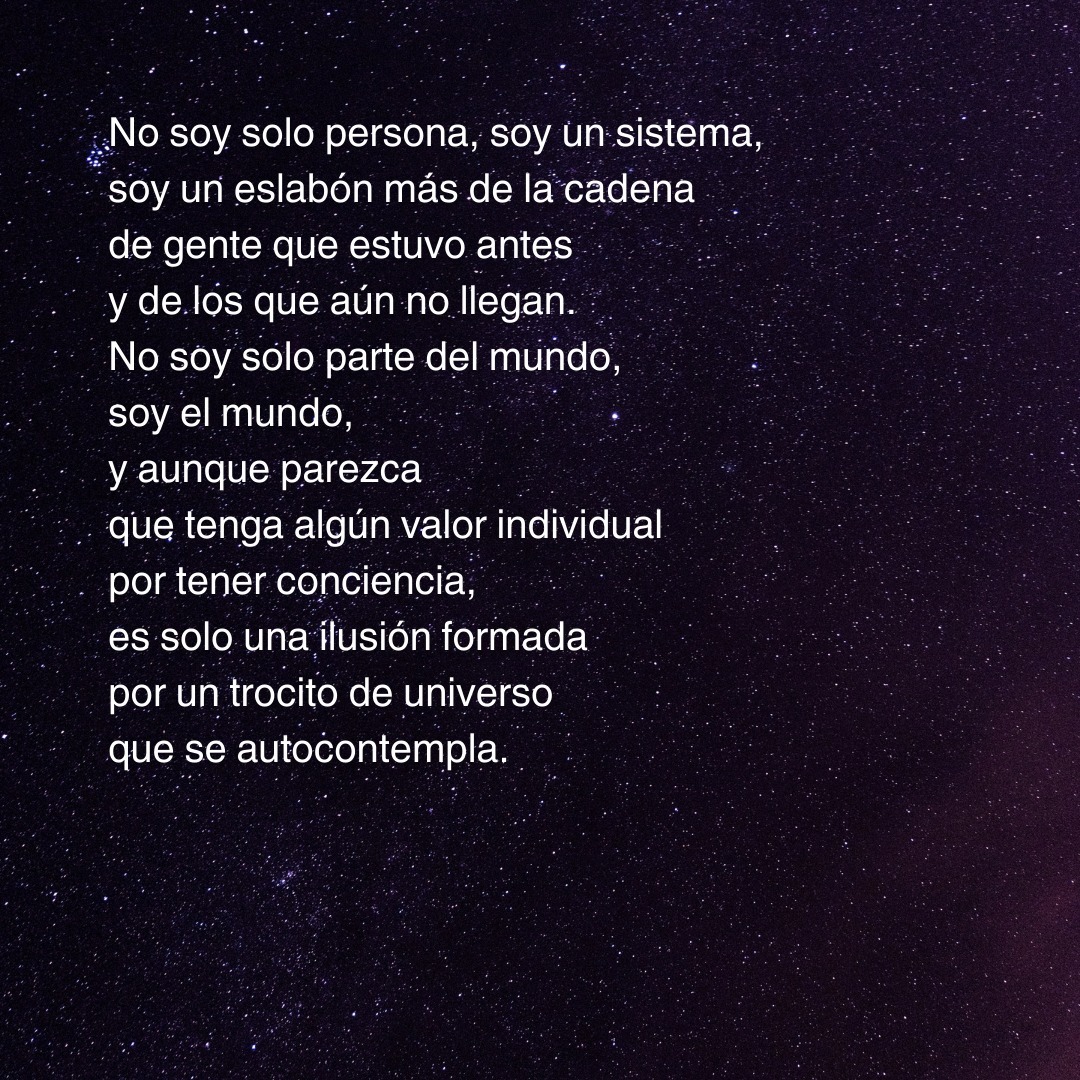 No soy solo persona, soy un sistema,
soy un eslabón más de la cadena
de gente que estuvo antes
y de los que aún no llegan.
No soy solo parte del mundo,
soy el mundo,
y aunque parezca
que tenga algún valor individual
por tener conciencia,
es solo una ilusión formada
por un trocito de universo
que se autocontempla.